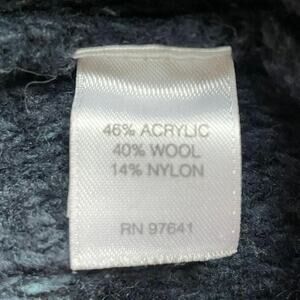 46% ACRYLIC
40% WOOL
14% NYLON
RN 97641